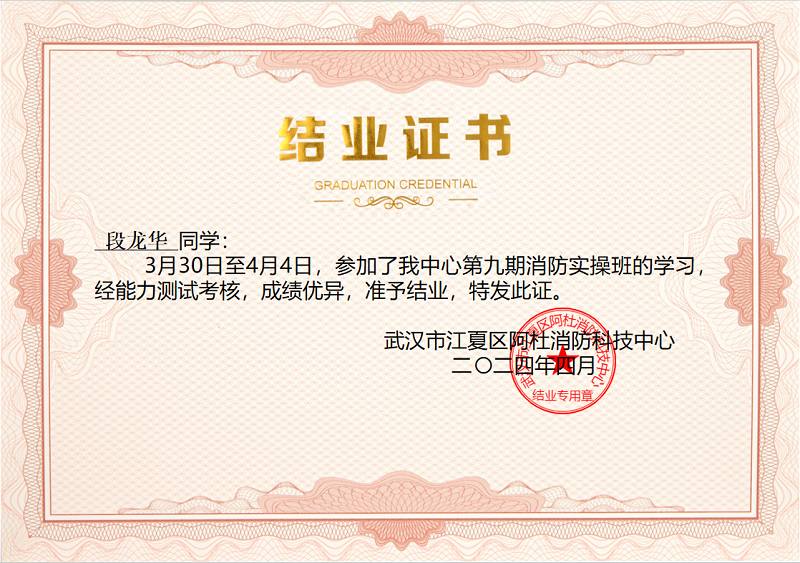 结业证书
GRADUATION CREDENTIAL
段龙华 同学：
3月30日至4月4日，参加了我中心第九期消防实操班的学习，
经能力测试考核，成绩优异，准予结业，特发此证。
武汉市江夏区阿杜消防科技中心
二〇二四年四月
武汉市江夏区阿杜消防科技中心
结业专用章